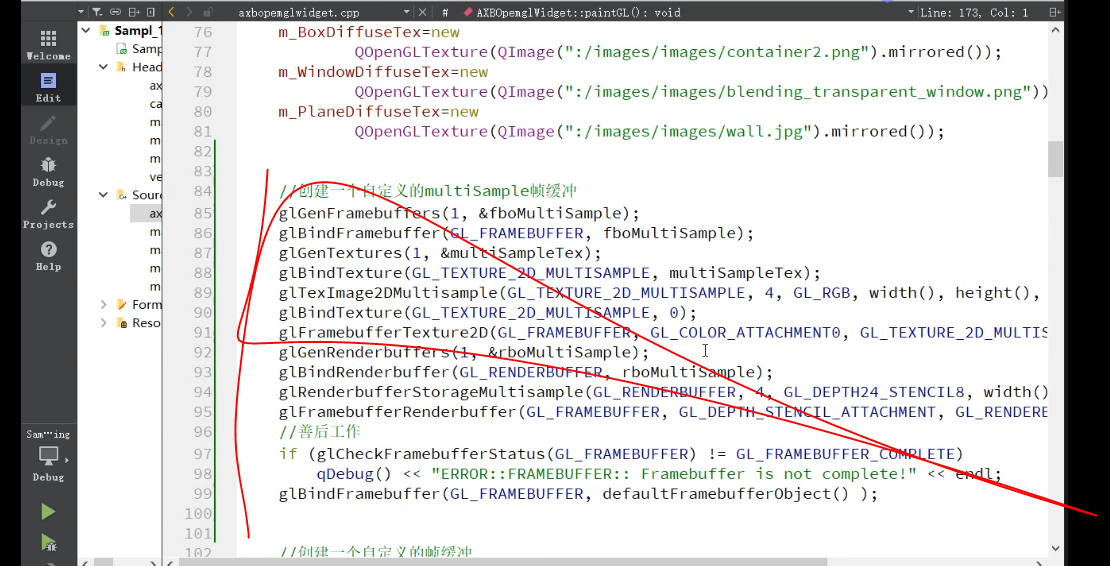 axbopemglwidget.cpp # AXBOpemglWidget::paintGL(): void Line: 173, Col: 1
Welcome
Edit
Design
Debug
Projects
Help
Sam···ing
Debug
Sampl_1
Samp
Head
ax
ca
m
m
m
ve
Sour
ax
m
m
m
m
Form
Reso
76 m_BoxDiffuseTex=new
77 QOpenGLTexture(QImage(":/images/images/container2.png").mirrored());
78 m_WindowDiffuseTex=new
79 QOpenGLTexture(QImage(":/images/images/blending_transparent_window.png"))
80 m_PlaneDiffuseTex=new
81 QOpenGLTexture(QImage(":/images/images/wall.jpg").mirrored());
82
83
84 //创建一个自定义的multiSample帧缓冲
85 glGenFramebuffers(1, &fboMultiSample);
86 glBindFramebuffer(GL_FRAMEBUFFER, fboMultiSample);
87 glGenTextures(1, &multiSampleTex);
88 glBindTexture(GL_TEXTURE_2D_MULTISAMPLE, multiSampleTex);
89 glTexImage2DMultisample(GL_TEXTURE_2D_MULTISAMPLE, 4, GL_RGB, width(), height(),
90 glBindTexture(GL_TEXTURE_2D_MULTISAMPLE, 0);
91 glFramebufferTexture2D(GL_FRAMEBUFFER, GL_COLOR_ATTACHMENT0, GL_TEXTURE_2D_MULTIS
92 glGenRenderbuffers(1, &rboMultiSample);
93 glBindRenderbuffer(GL_RENDERBUFFER, rboMultiSample);
94 glRenderbufferStorageMultisample(GL_RENDERBUFFER, 4, GL_DEPTH24_STENCIL8, width()
95 glFramebufferRenderbuffer(GL_FRAMEBUFFER, GL_DEPTH_STENCIL_ATTACHMENT, GL_RENDERE
96 //善后工作
97 if (glCheckFramebufferStatus(GL_FRAMEBUFFER) != GL_FRAMEBUFFER_COMPLETE)
98 qDebug() << "ERROR::FRAMEBUFFER:: Framebuffer is not complete!" << endl;
99 glBindFramebuffer(GL_FRAMEBUFFER, defaultFramebufferObject() );
100
101
102 //创建一个自定义的帧缓冲